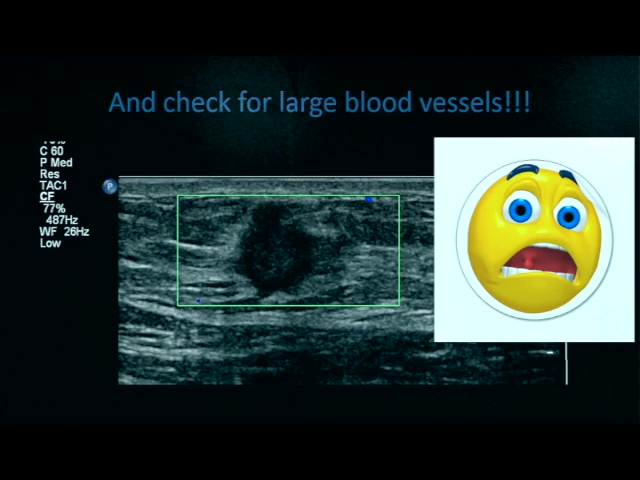 And check for large blood vessels!!!
C 60
P Med
Res
TAC1
CF
77%
487Hz
WF 26Hz
Low
P